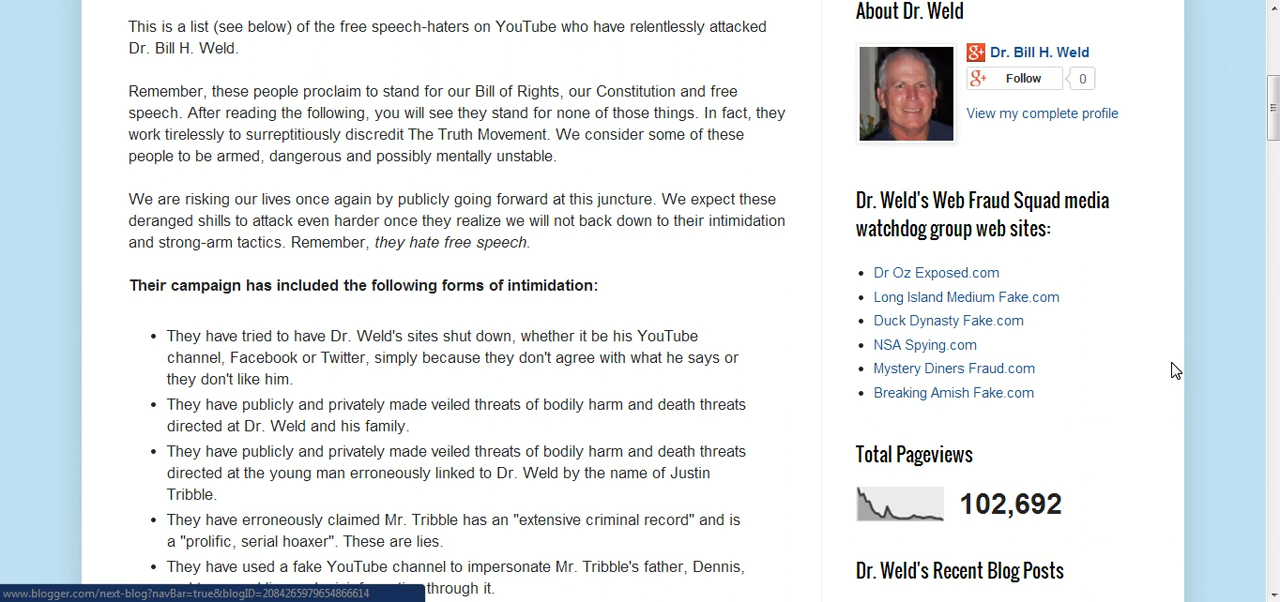 This is a list (see below) of the free speech-haters on YouTube who have relentlessly attacked
Dr. Bill H. Weld.
Remember, these people proclaim to stand for our Bill of Rights, our Constitution and free
speech. After reading the following, you will see they stand for none of those things. In fact, they
work tirelessly to surreptitiously discredit The Truth Movement. We consider some of these
people to be armed, dangerous and possibly mentally unstable.
We are risking our lives once again by publicly going forward at this juncture. We expect these
deranged shills to attack even harder once they realize we will not back down to their intimidation
and strong-arm tactics. Remember, they hate free speech.
Their campaign has included the following forms of intimidation:
• They have tried to have Dr. Weld's sites shut down, whether it be his YouTube
channel, Facebook or Twitter, simply because they don't agree with what he says or
they don't like him.
• They have publicly and privately made veiled threats of bodily harm and death threats
directed at Dr. Weld and his family.
• They have publicly and privately made veiled threats of bodily harm and death threats
directed at the young man erroneously linked to Dr. Weld by the name of Justin
Tribble.
• They have erroneously claimed Mr. Tribble has an "extensive criminal record" and is
a "prolific, serial hoaxer". These are lies.
• They have used a fake YouTube channel to impersonate Mr. Tribble's father, Dennis,
through it.
www.blogger.com/next-blog?navBar=true&blogID=2084265979654866614
About Dr. Weld
g+ Dr. Bill H. Weld
g+ Follow 0
View my complete profile
Dr. Weld's Web Fraud Squad media
watchdog group web sites:
• Dr Oz Exposed.com
• Long Island Medium Fake.com
• Duck Dynasty Fake.com
• NSA Spying.com
• Mystery Diners Fraud.com
• Breaking Amish Fake.com
Total Pageviews
102,692
Dr. Weld's Recent Blog Posts